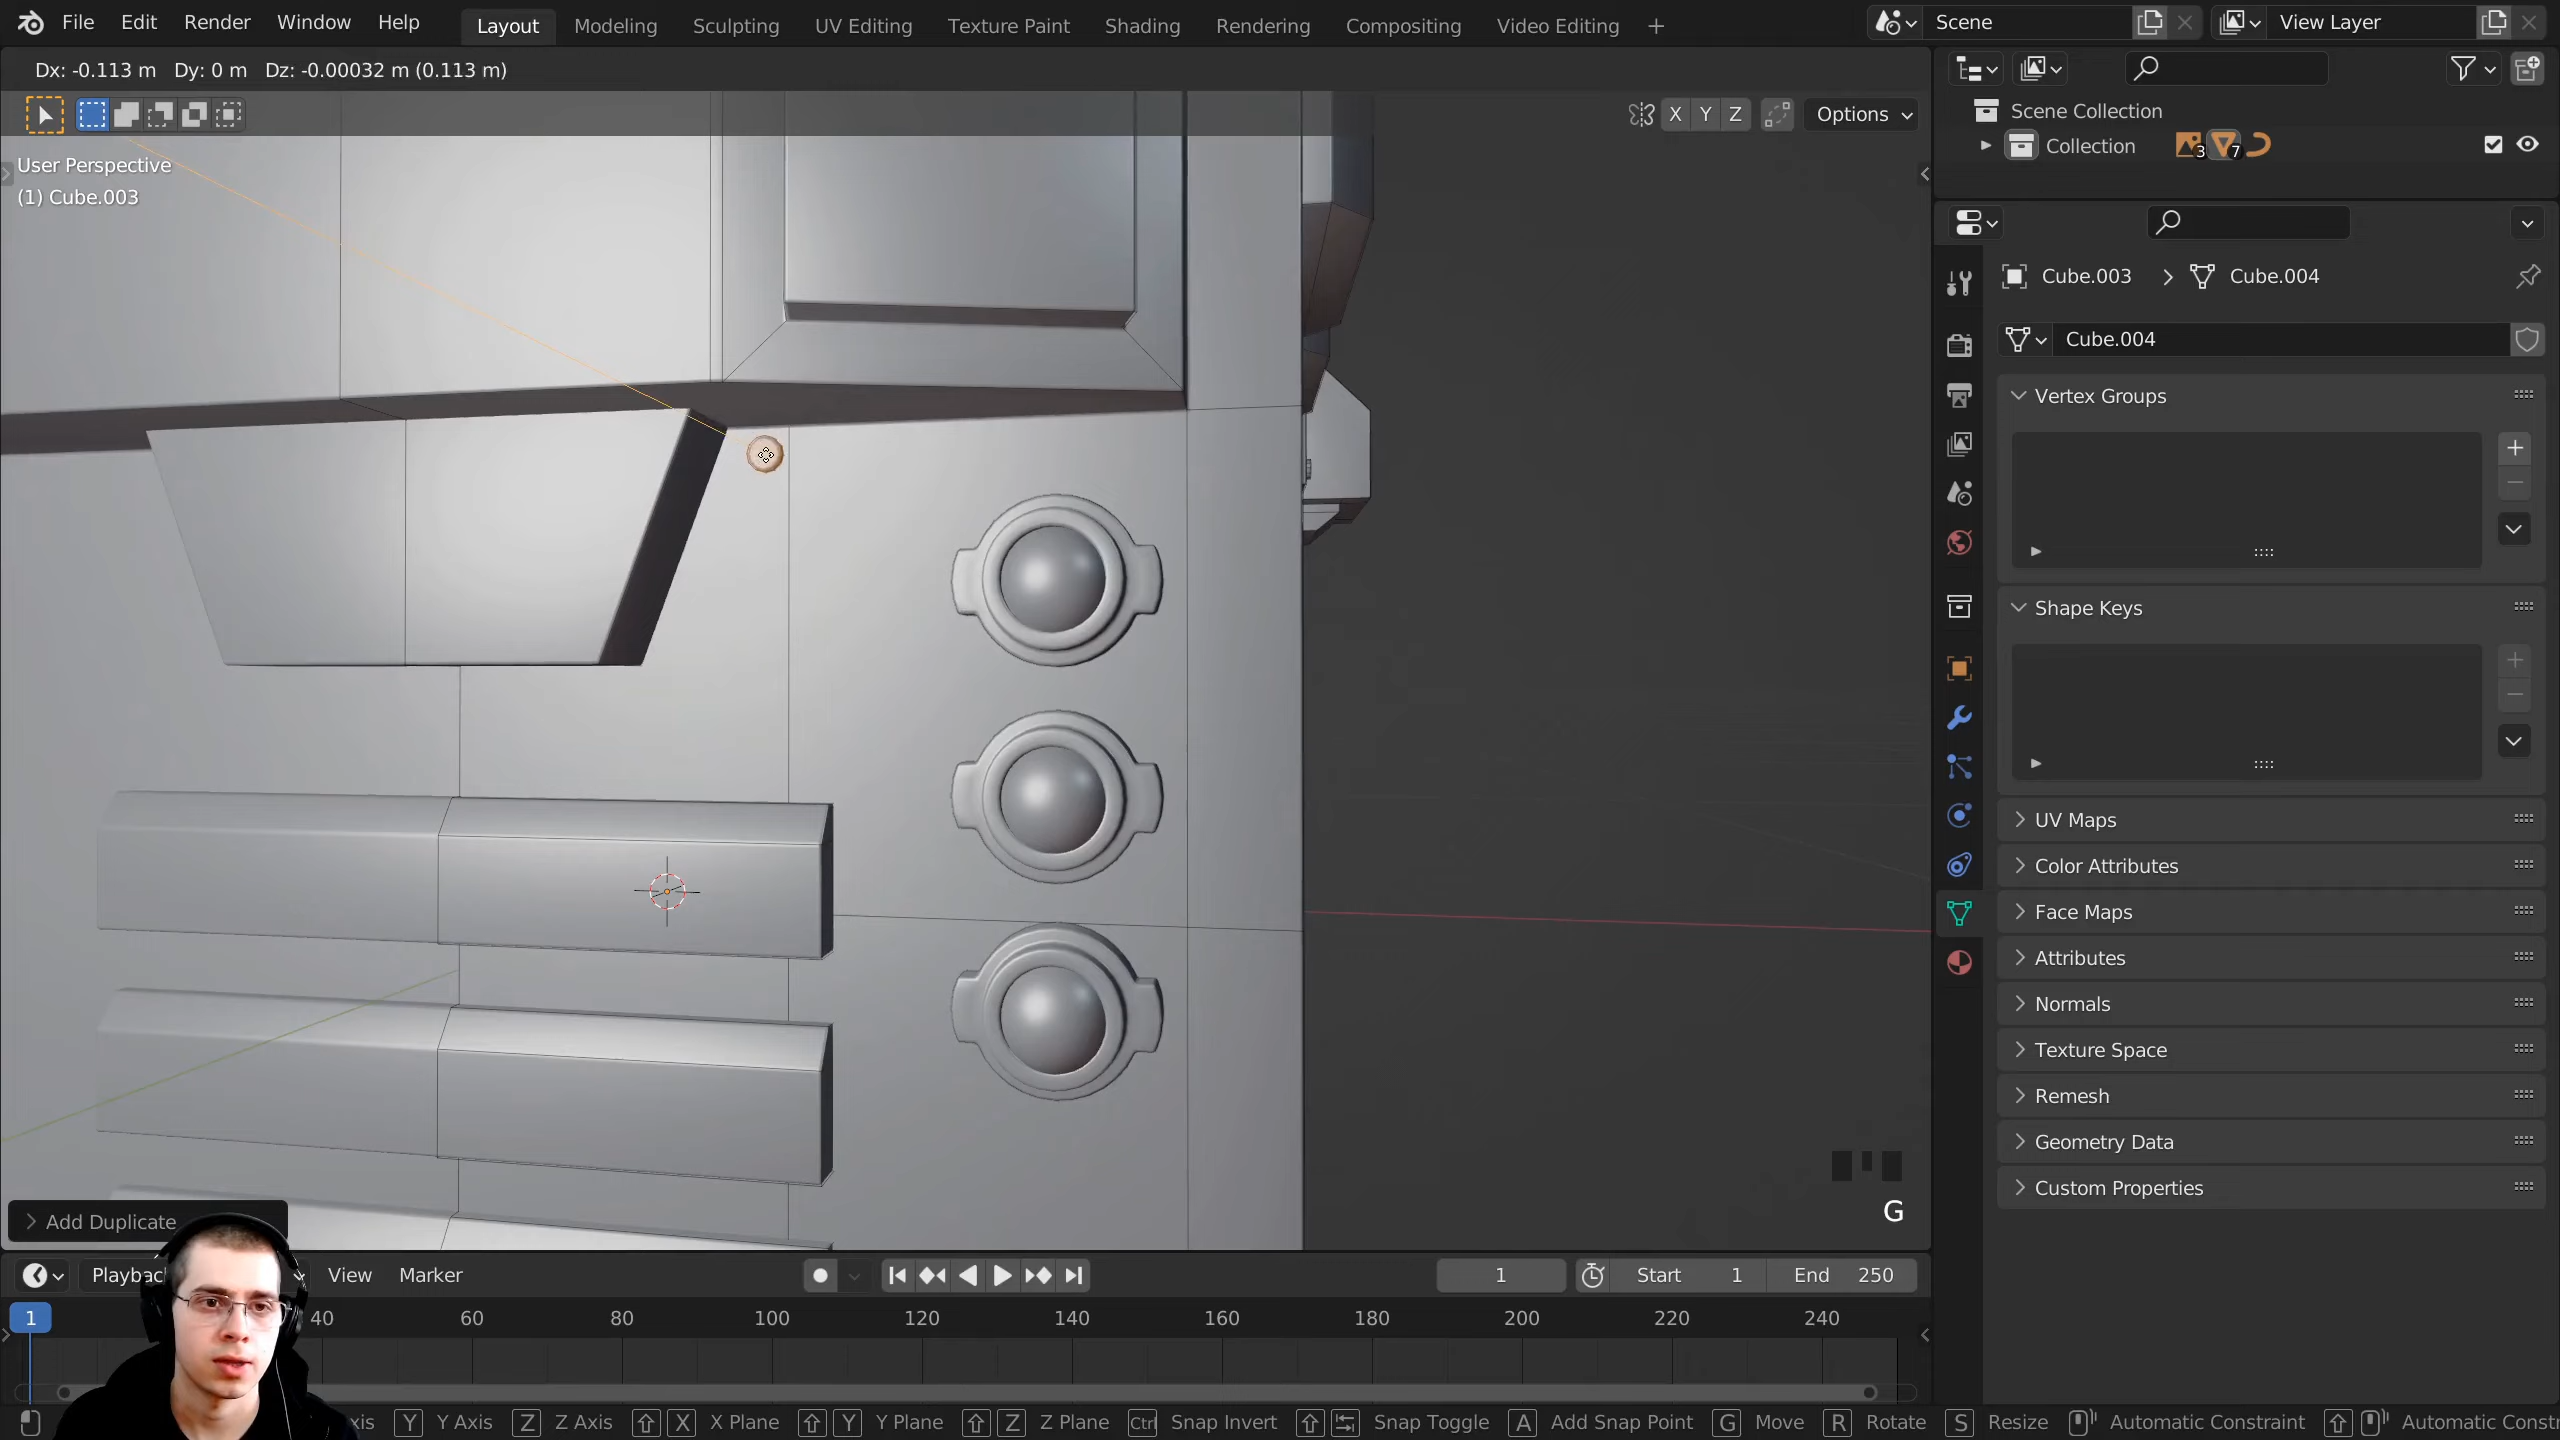 File Edit Render Window Help Layout Modeling Sculpting UV Editing Texture Paint Shading Rendering Compositing Video Editing + Scene View Layer
Dx: -0.113 m Dy: 0 m Dz: -0.00032 m (0.113 m)
X Y Z Options
User Perspective
(1) Cube.003
Scene Collection
Collection 3 7
Cube.003 Cube.004
Cube.004
Vertex Groups
Shape Keys
UV Maps
Color Attributes
Face Maps
Attributes
Normals
Texture Space
Remesh
Geometry Data
Custom Properties
G
Add Duplicate
View Marker 1 Start 1 End 250
1 40 60 80 100 120 140 160 180 200 220 240
Y Y Axis Z Z Axis X X Plane Y Y Plane Z Z Plane Ctrl Snap Invert Snap Toggle A Add Snap Point G Move R Rotate S Resize Automatic Constraint